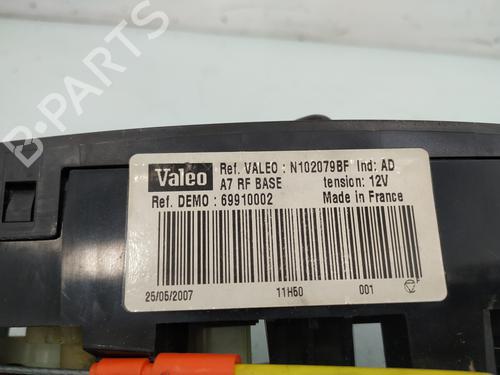 Valeo
Ref. VALEO : N102079BF Ind: AD
A7 RF BASE tension: 12V
Ref. DEMO : 69910002 Made in France
25/05/2007 11H50 001
B-PARTS